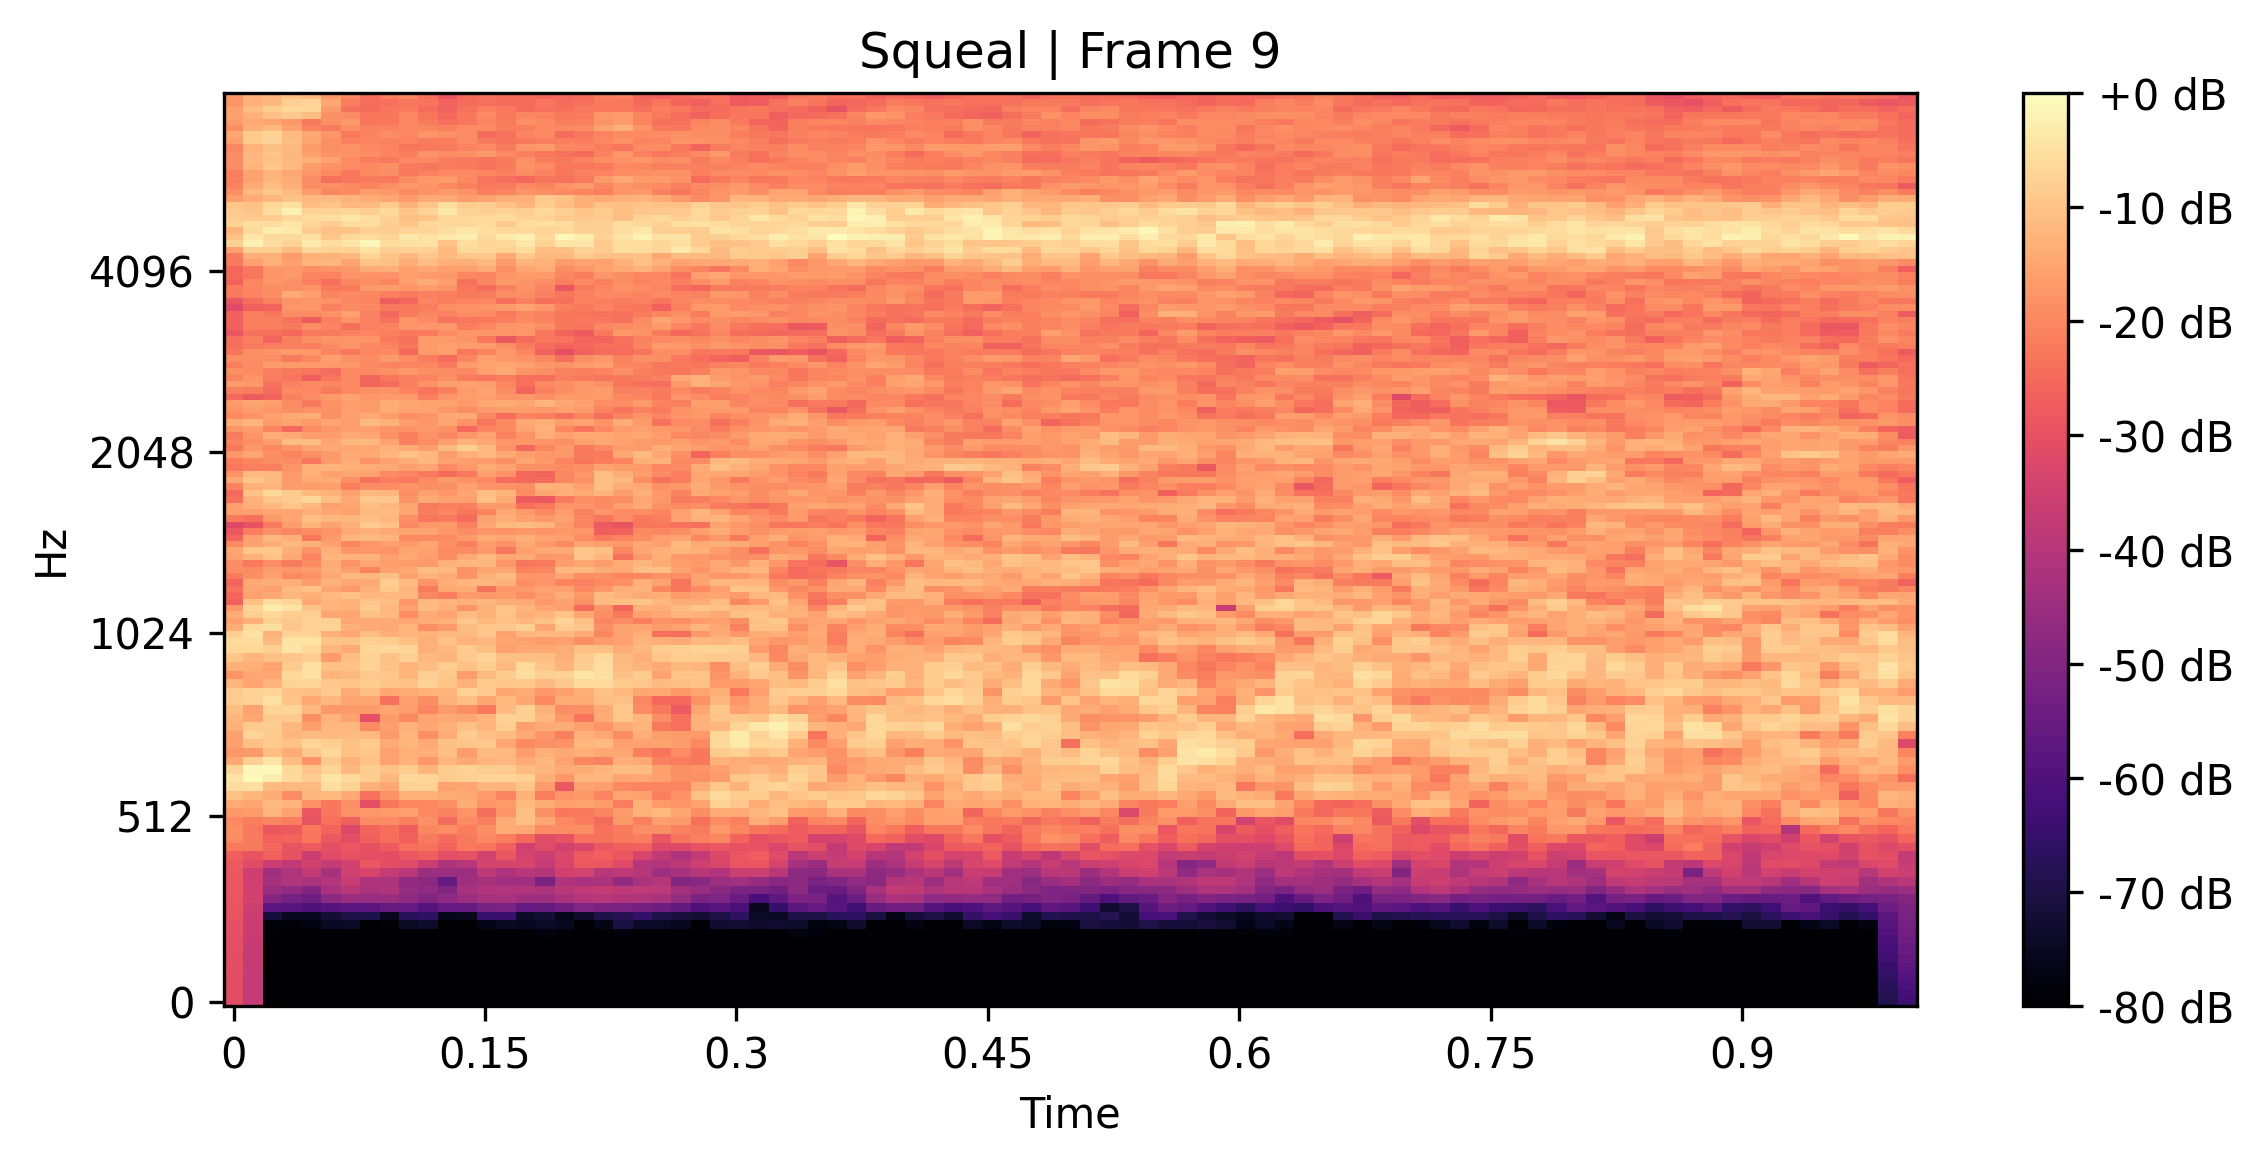 Squeal | Frame 9
+0 dB
-10 dB
-20 dB
-30 dB
-40 dB
-50 dB
-60 dB
-70 dB
-80 dB
Hz
4096
2048
1024
512
0
0 0.15 0.3 0.45 0.6 0.75 0.9
Time